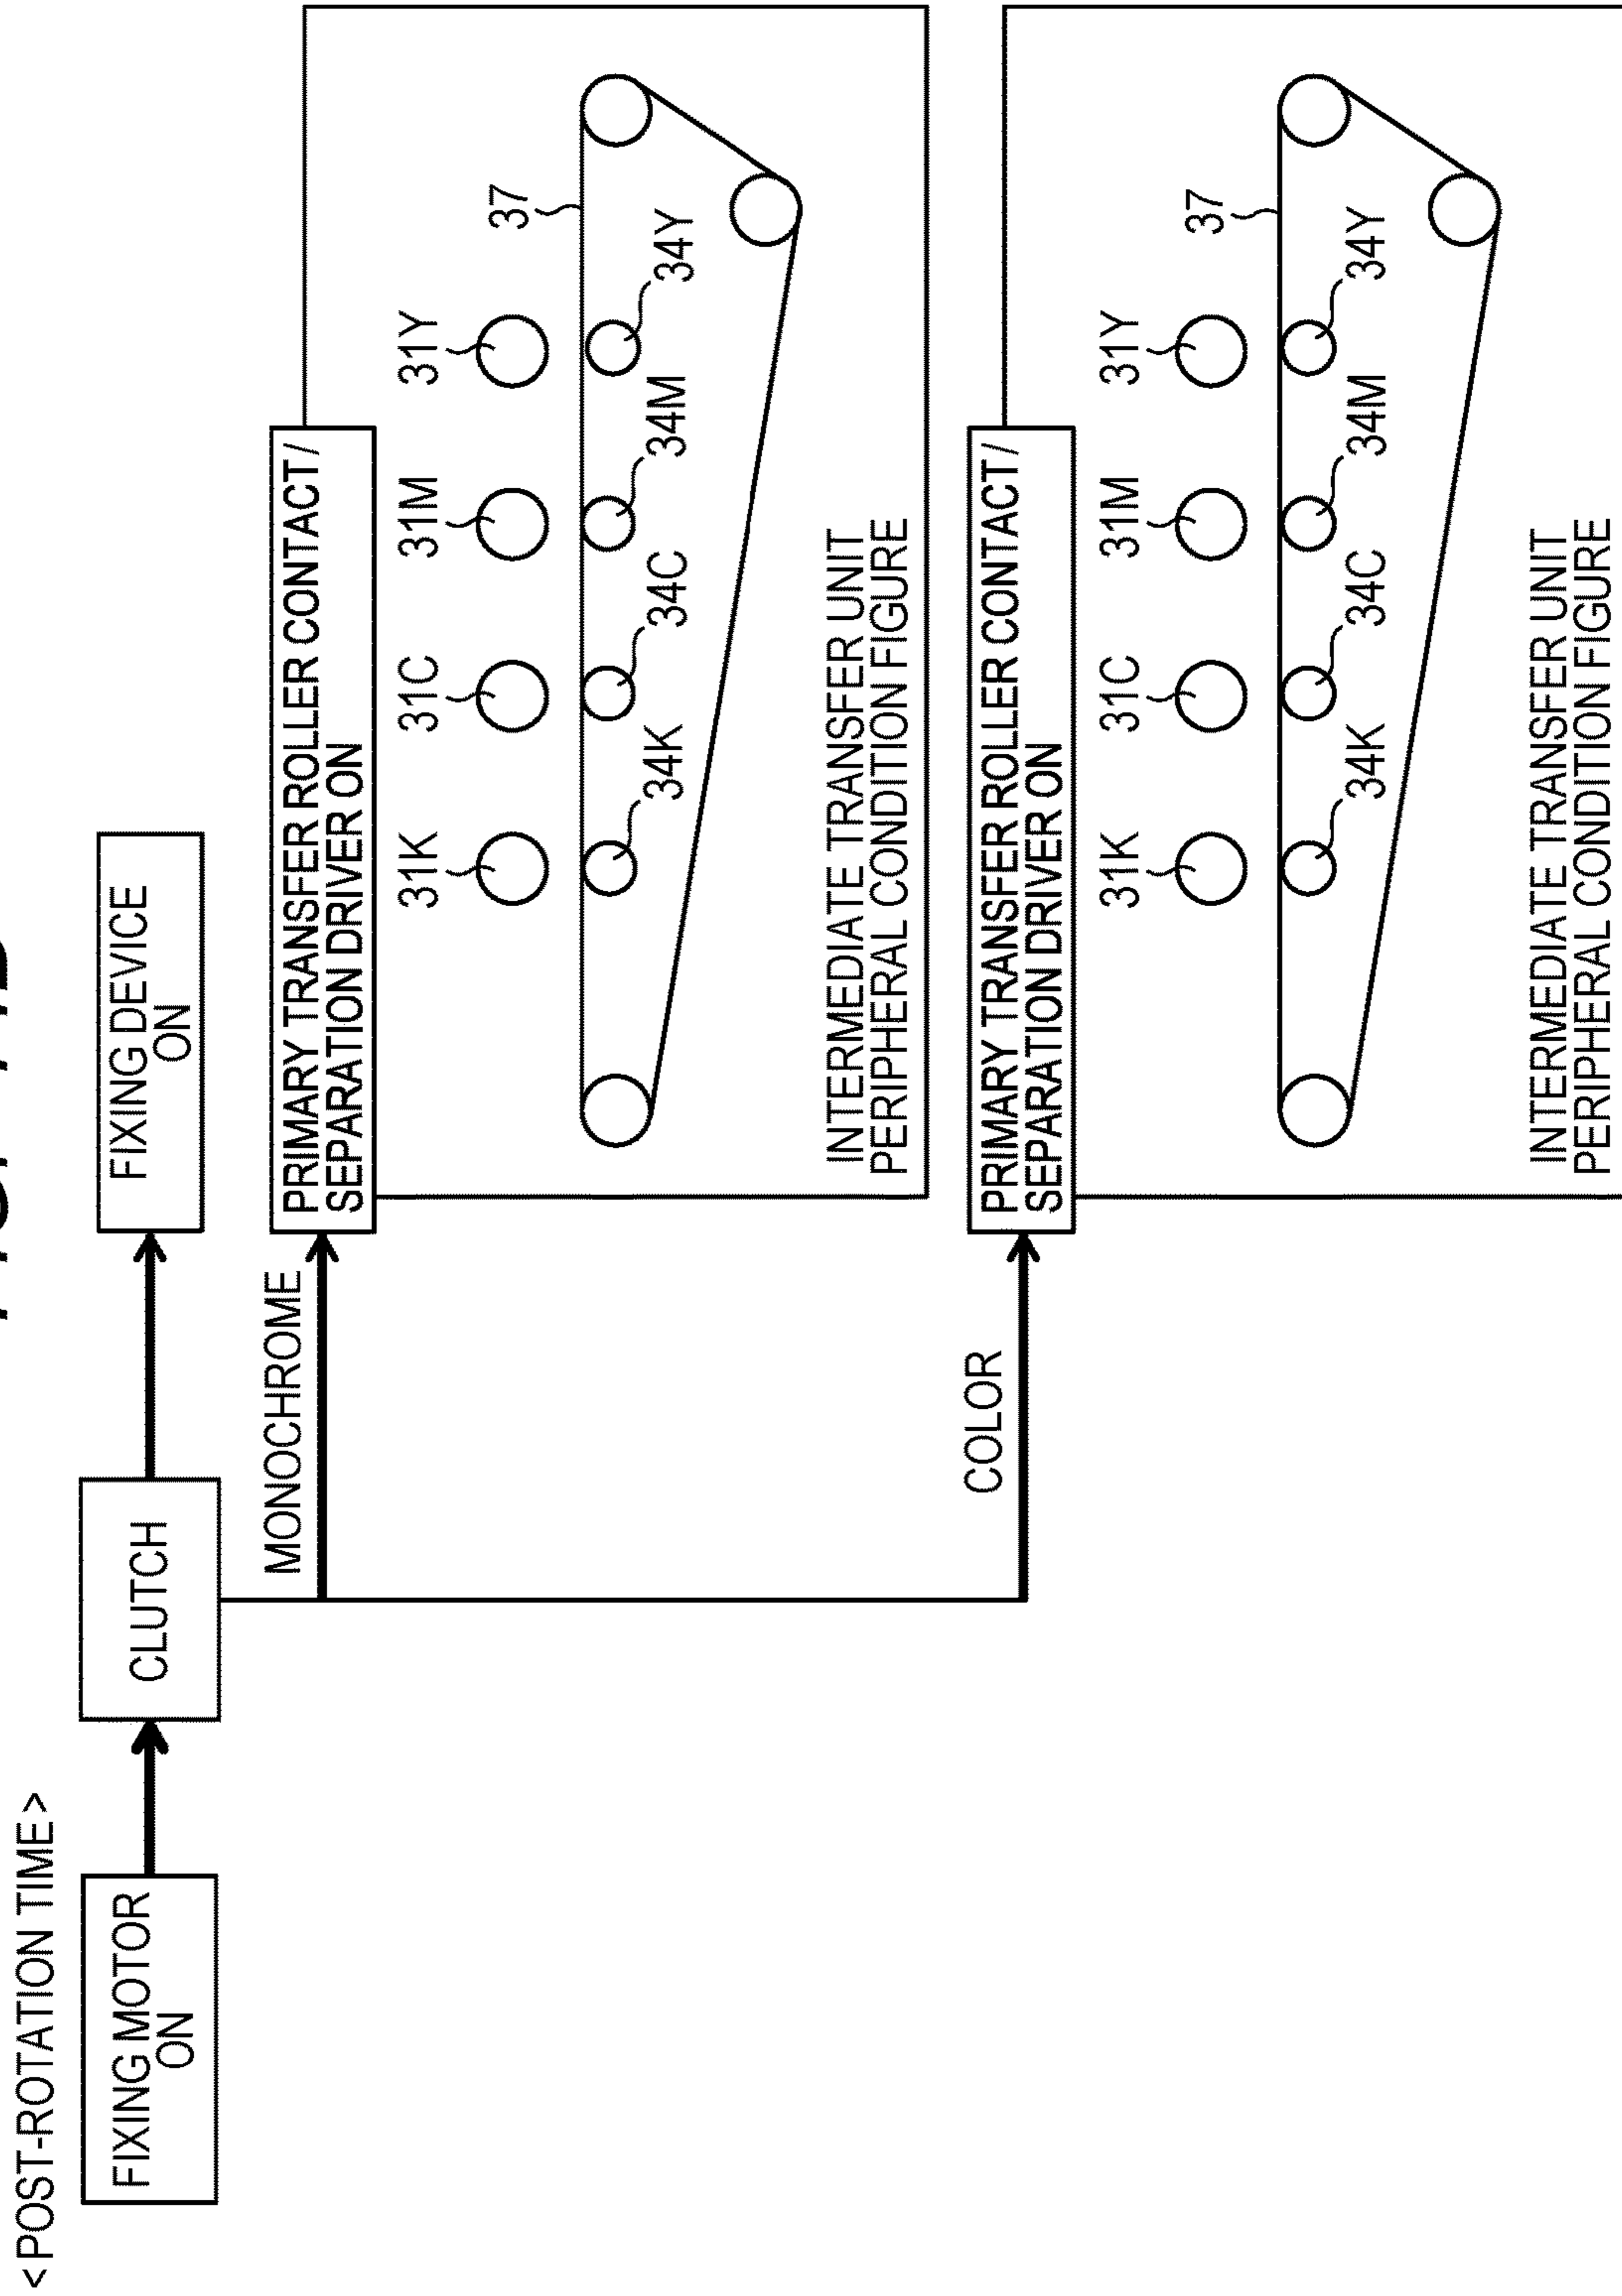 <POST-ROTATION TIME>
FIXING MOTOR
ON
CLUTCH
FIXING DEVICE
ON
MONOCHROME
PRIMARY TRANSFER ROLLER CONTACT/
SEPARATION DRIVER ON
31K
31C
31M
31Y
37
34K
34C
34M
34Y
INTERMEDIATE TRANSFER UNIT
PERIPHERAL CONDITION FIGURE
COLOR
PRIMARY TRANSFER ROLLER CONTACT/
SEPARATION DRIVER ON
31K
31C
31M
31Y
37
34K
34C
34M
34Y
INTERMEDIATE TRANSFER UNIT
PERIPHERAL CONDITION FIGURE